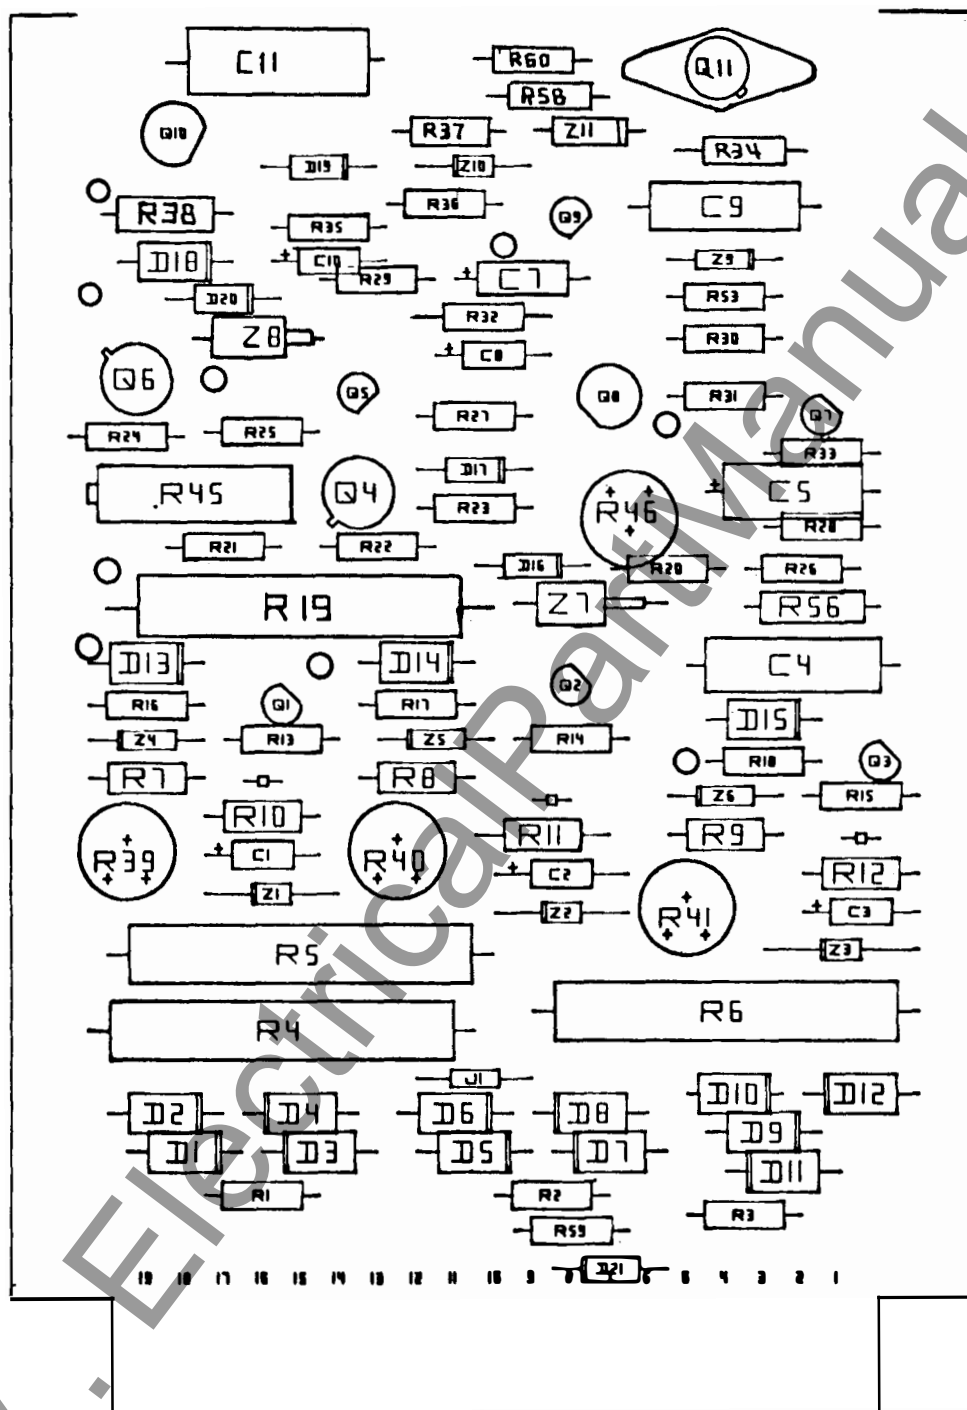 C11 R60 Q11
R58
Q10 R37 Z11
D19 Z10 R34
R38 R36 Q9 C9
R35
D18 C10 R29 C7 Z9
D20 R32 R53
Z8 C8 R30
Q6 Q5 Q8 R31
R24 R25 R27 Q7
R33
D17
.R45 Q4 R23 R46 C5
R28
R21 R22 D16 R20 R26
R19 Z7 R56
D13 D14 Q2 C4
R16 Q1 R17 D15
Z4 R13 Z5 R14
R18 Q3
R7 R8 Z6 R15
R10 R11 R9
R39 C1 R40 C2 R12
Z1 Z2 R41 C3
R5 Z3
R4 R6
J1
D10 D12
D2 D4 D6 D8 D9
D1 D3 D5 D7 D11
R1 R2 R3
R59
19 18 17 16 15 14 13 12 11 10 9 8 D21 6 5 4 3 2 1
. ElectricalPartManual